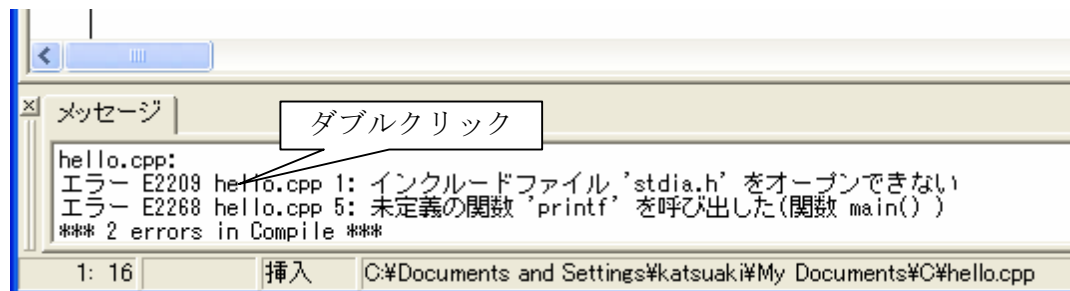 メッセージ
ダブルクリック
hello.cpp:
エラー E2209 hello.cpp 1: インクルードファイル 'stdia.h' をオープンできない
エラー E2268 hello.cpp 5: 未定義の関数 'printf' を呼び出した(関数 main() )
*** 2 errors in Compile ***
1: 16 挿入 C:¥Documents and Settings¥katsuaki¥My Documents¥C¥hello.cpp